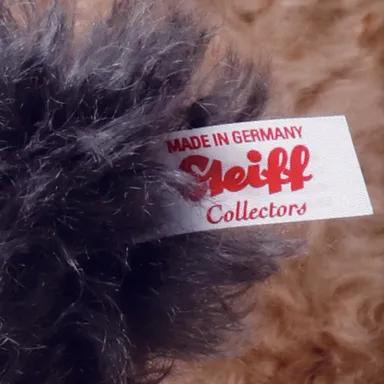 MADE IN GERMANY
Steiff
Collectors